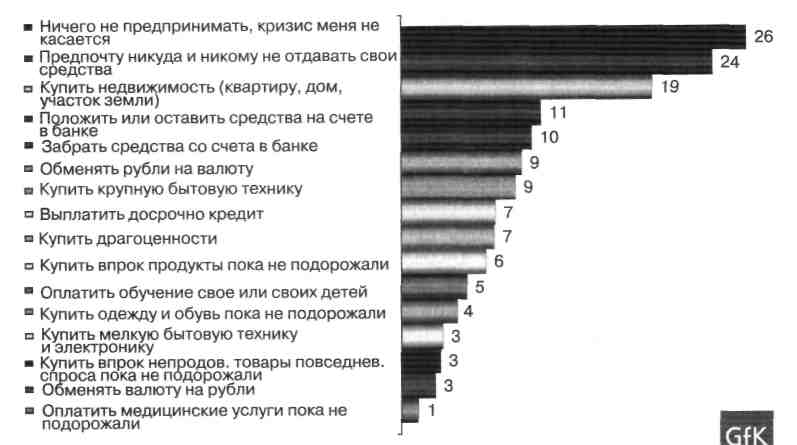 Ничего не предпринимать, кризис меня не
касается
26
Предпочту никуда и никому не отдавать свои
средства
24
Купить недвижимость (квартиру, дом,
участок земли)
19
Положить или оставить средства на счете
в банке
11
Забрать средства со счета в банке
10
Обменять рубли на валюту
9
Купить крупную бытовую технику
9
Выплатить досрочно кредит
7
Купить драгоценности
7
Купить впрок продукты пока не подорожали
6
Оплатить обучение свое или своих детей
5
Купить одежду и обувь пока не подорожали
4
Купить мелкую бытовую технику
и электронику
3
Купить впрок непродов. товары повседнев.
спроса пока не подорожали
3
Обменять валюту на рубли
3
Оплатить медицинские услуги пока не
подорожали
1
GfK